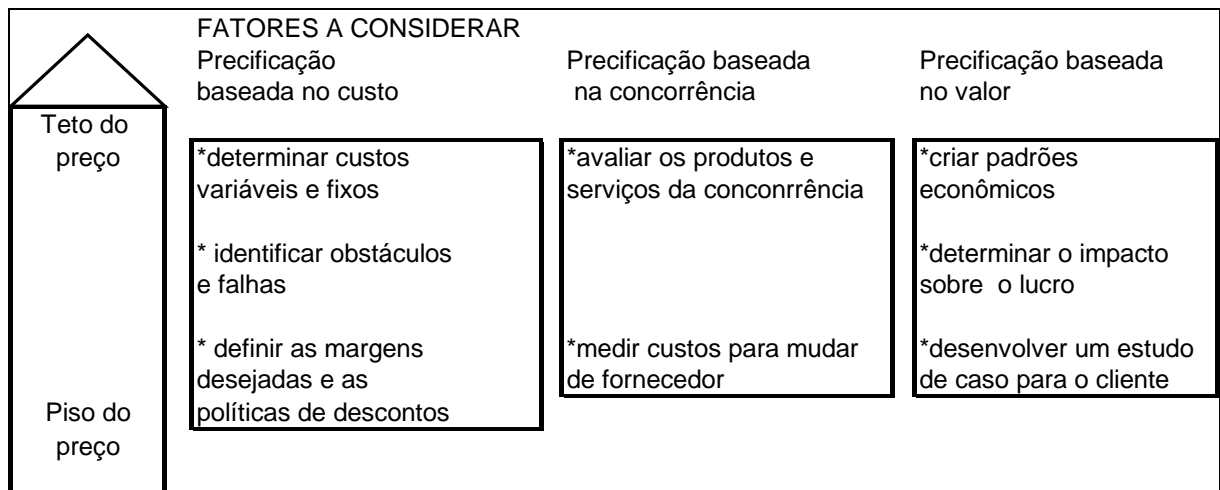 FATORES A CONSIDERAR
Precificação
baseada no custo
Precificação baseada
na concorrência
Precificação baseada
no valor
Teto do
preço
*determinar custos
variáveis e fixos
* identificar obstáculos
e falhas
* definir as margens
desejadas e as
políticas de descontos
*avaliar os produtos e
serviços da conconrrência
*medir custos para mudar
de fornecedor
*criar padrões
econômicos
*determinar o impacto
sobre o lucro
*desenvolver um estudo
de caso para o cliente
Piso do
preço